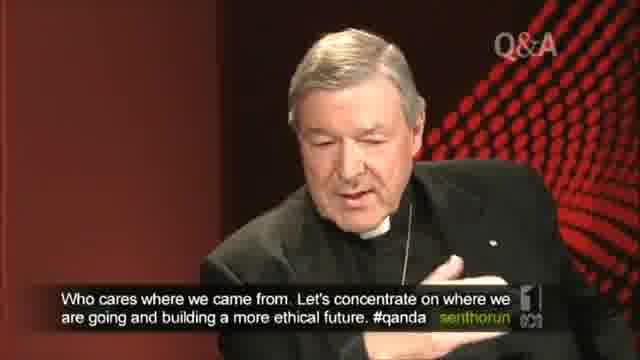 Q&A
Who cares where we came from. Let's concentrate on where we
are going and building a more ethical future. #qanda senthorun
1